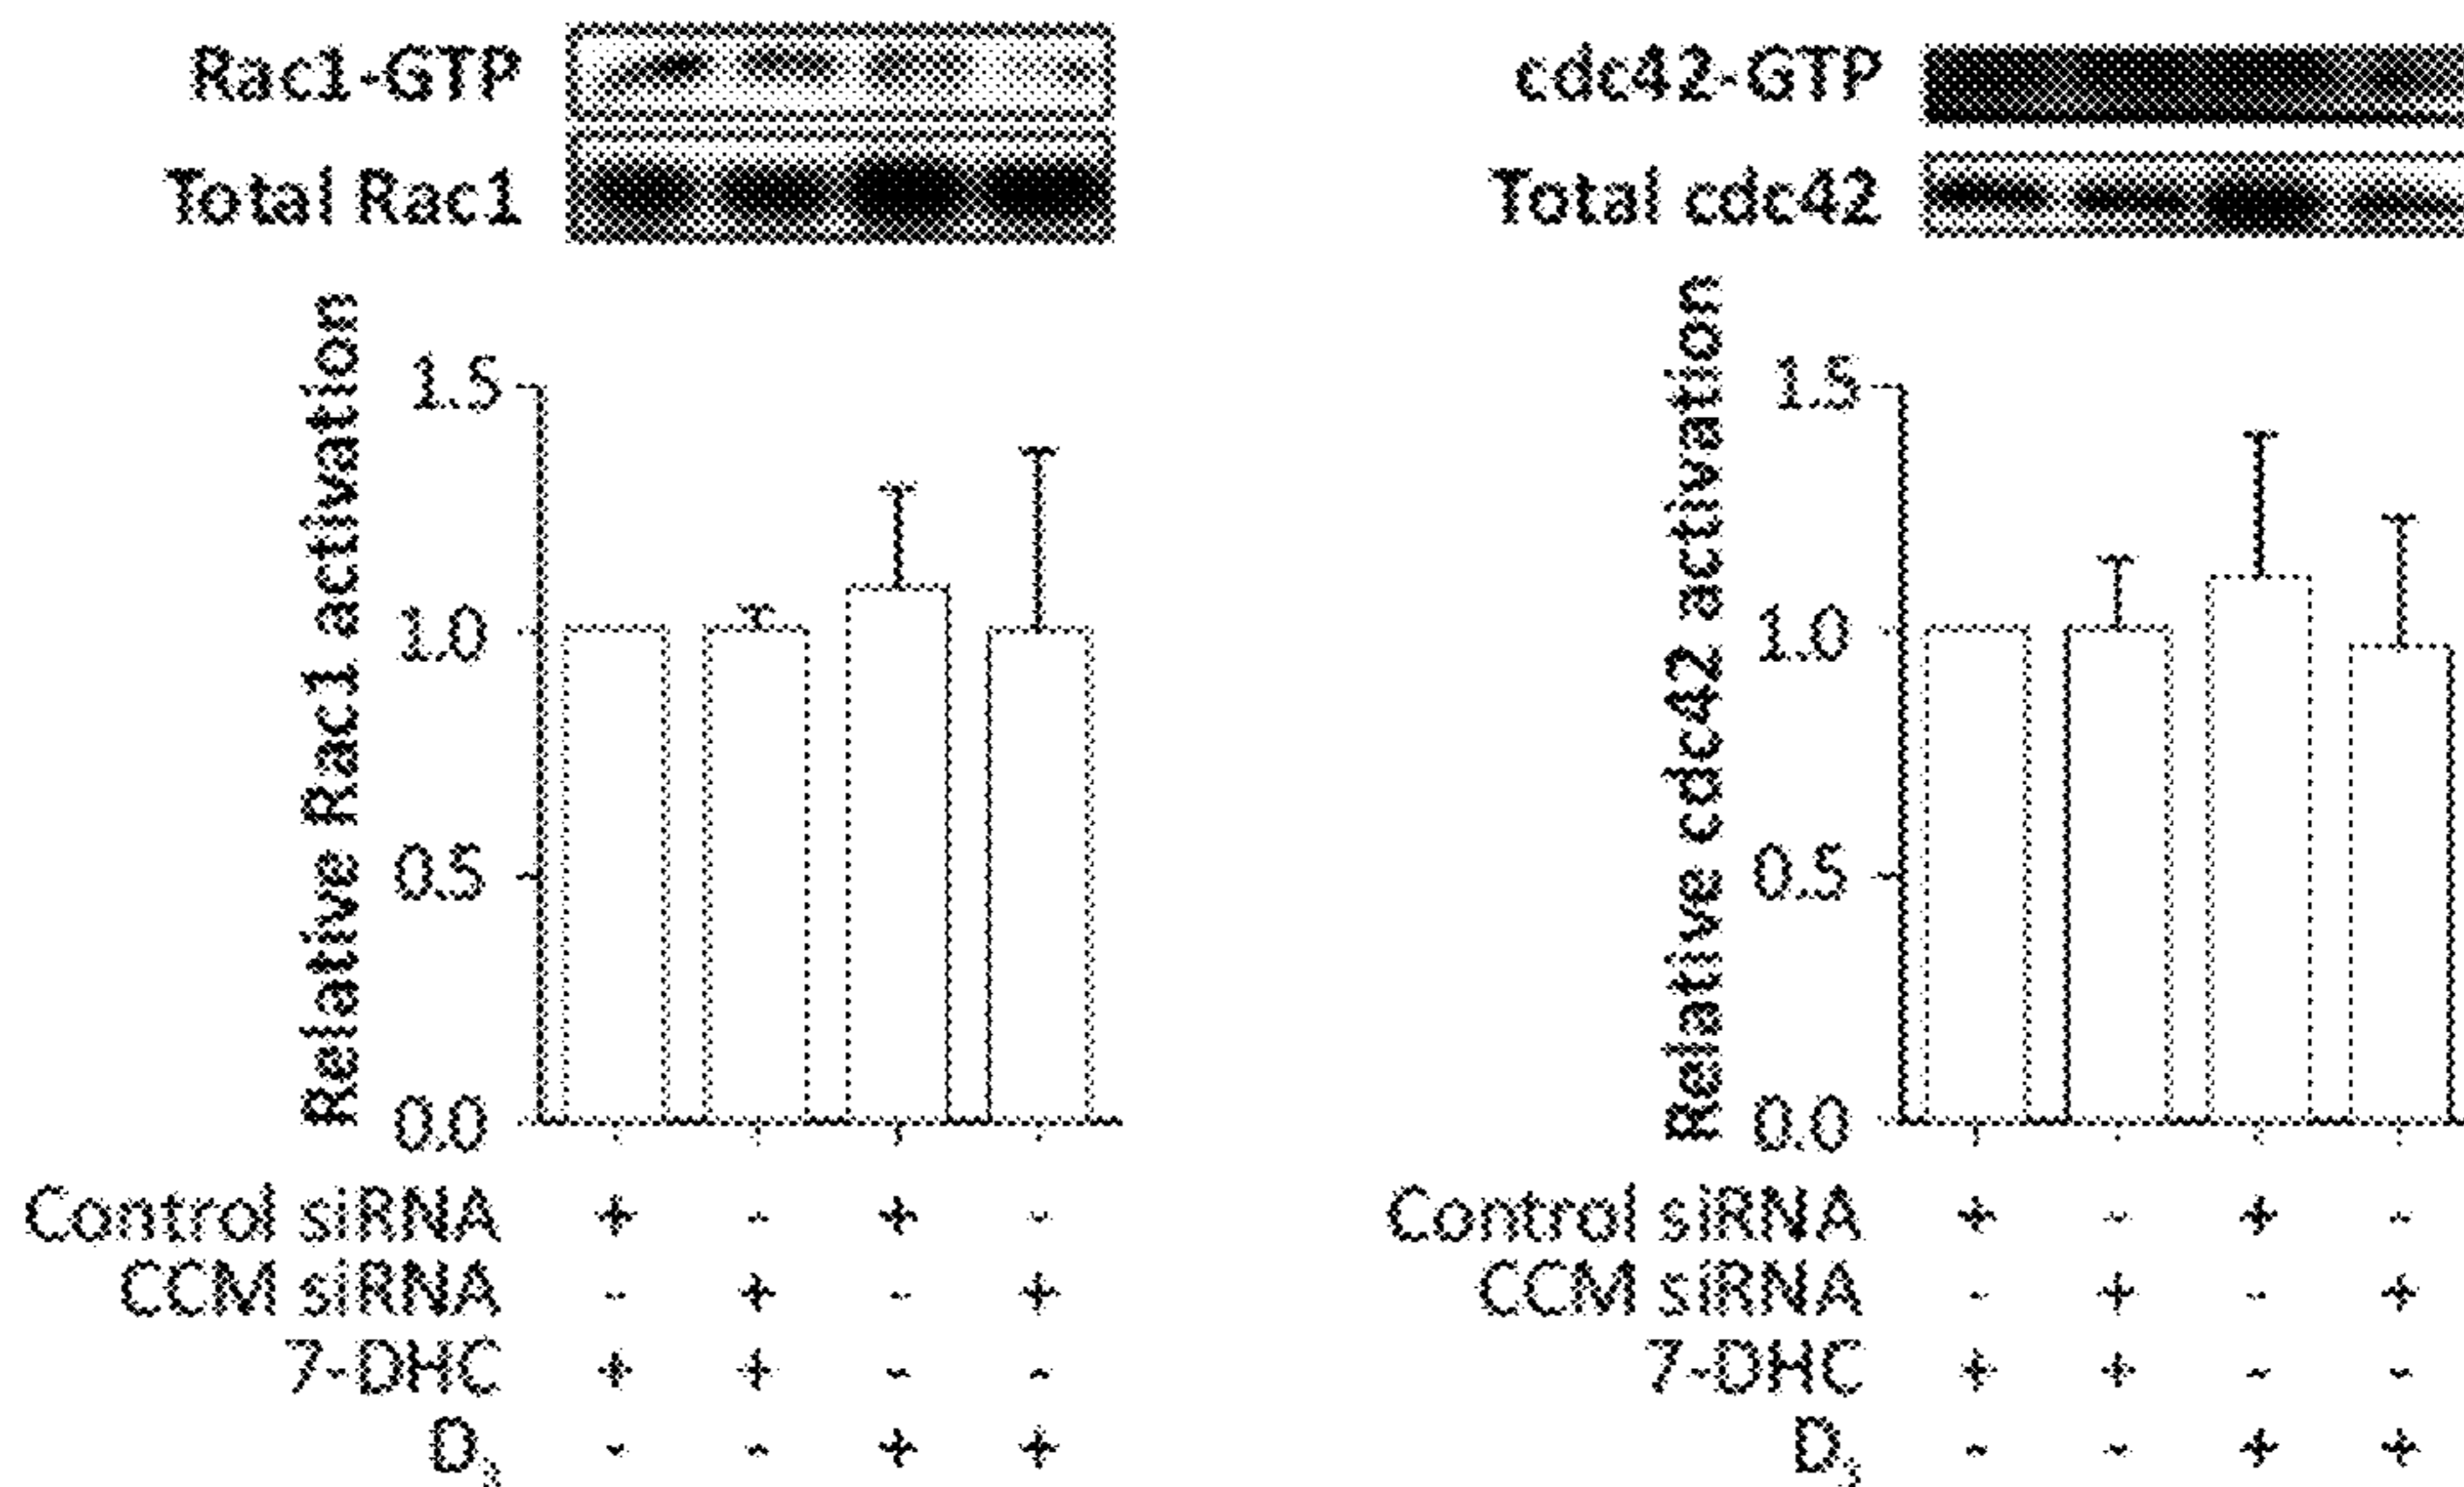 Rac1-GTP
Total Rac1
Relative Rac1 activation
1.5
1.0
0.5
0.0
Control siRNA + - + -
CCM siRNA - + - +
7-DHC + + - -
D3 - - + +
cdc42-GTP
Total cdc42
Relative cdc42 activation
1.5
1.0
0.5
0.0
Control siRNA + - + -
CCM siRNA - + - +
7-DHC + + - -
D3 - - + +